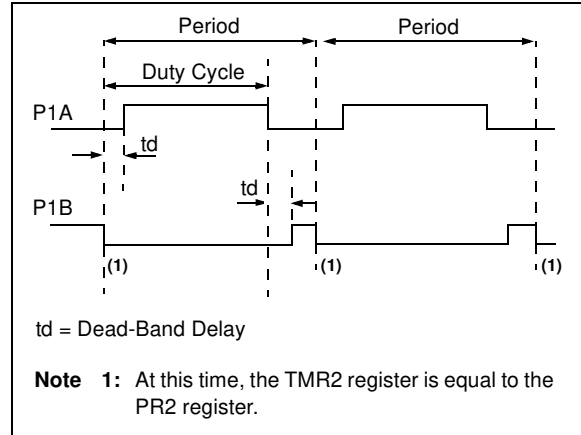 Period Period
Duty Cycle
P1A
td
td
P1B
(1) (1) (1)
td = Dead-Band Delay
Note 1: At this time, the TMR2 register is equal to the
PR2 register.